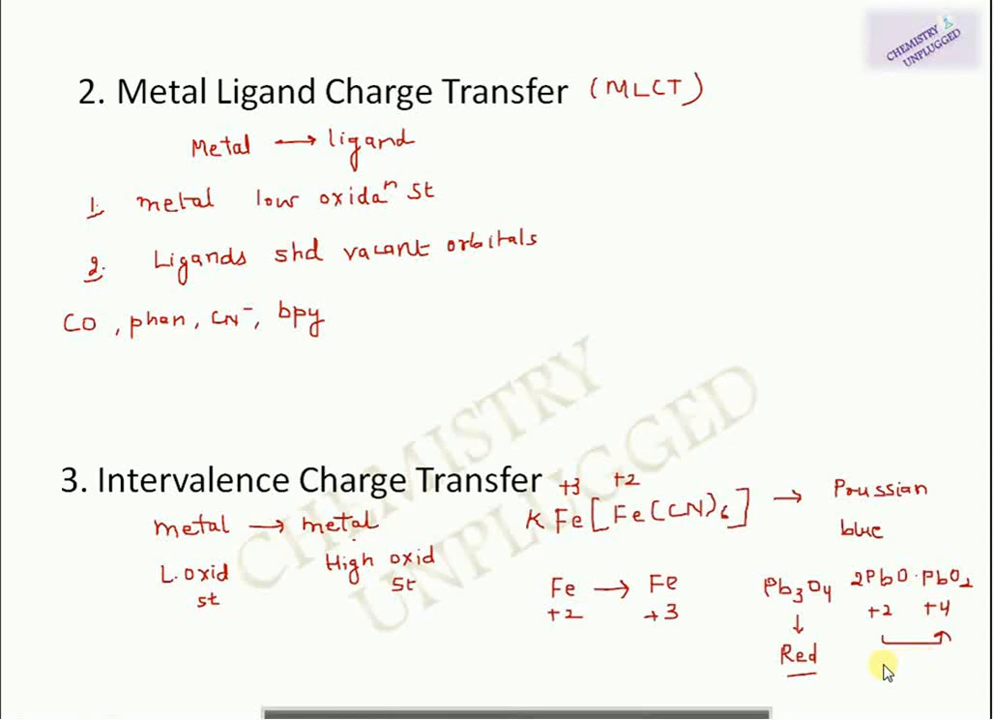 CHEMISTRY
UNPLUGGED
2. Metal Ligand Charge Transfer (MLCT)
Metal → ligand
1. metal low oxidaⁿ St
2. Ligands shd vacant orbitals
CO, phen, CN⁻, bpy
CHEMISTRY
UNPLUGGED
3. Intervalence Charge Transfer
metal → metal
L. oxid High oxid
st St
+3 +2
KFe[Fe(CN)₆] → Prussian
blue
Fe → Fe
+2 +3
Pb₃O₄ 2PbO·PbO₂
↓ +2 +4
Red